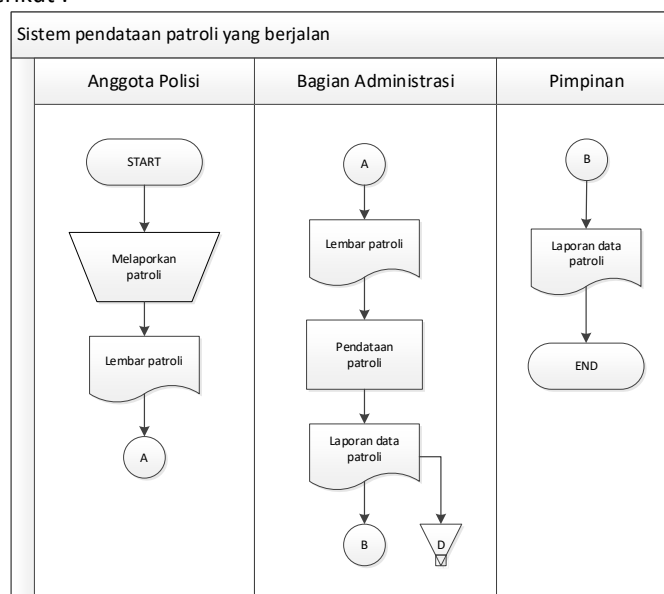 Sistem pendataan patroli yang berjalan
Anggota Polisi
Bagian Administrasi
Pimpinan
START
Melaporkan
patroli
Lembar patroli
A
A
Lembar patroli
Pendataan
patroli
Laporan data
patroli
B
D
B
Laporan data
patroli
END